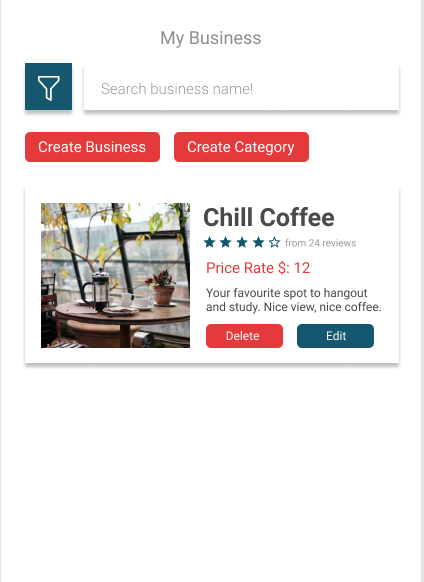 My Business
Search business name!
Create Business
Create Category
Chill Coffee
from 24 reviews
Price Rate $: 12
Your favourite spot to hangout
and study. Nice view, nice coffee.
Delete
Edit